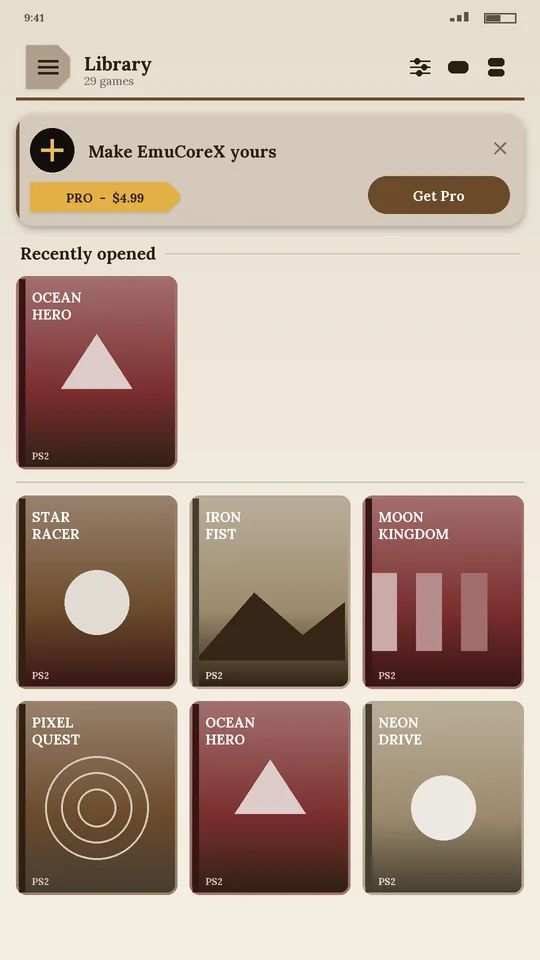 9:41
Library
29 games
Make EmuCoreX yours
PRO - $4.99
Get Pro
Recently opened
OCEAN
HERO
PS2
STAR
RACER
PS2
IRON
FIST
PS2
MOON
KINGDOM
PS2
PIXEL
QUEST
PS2
OCEAN
HERO
PS2
NEON
DRIVE
PS2